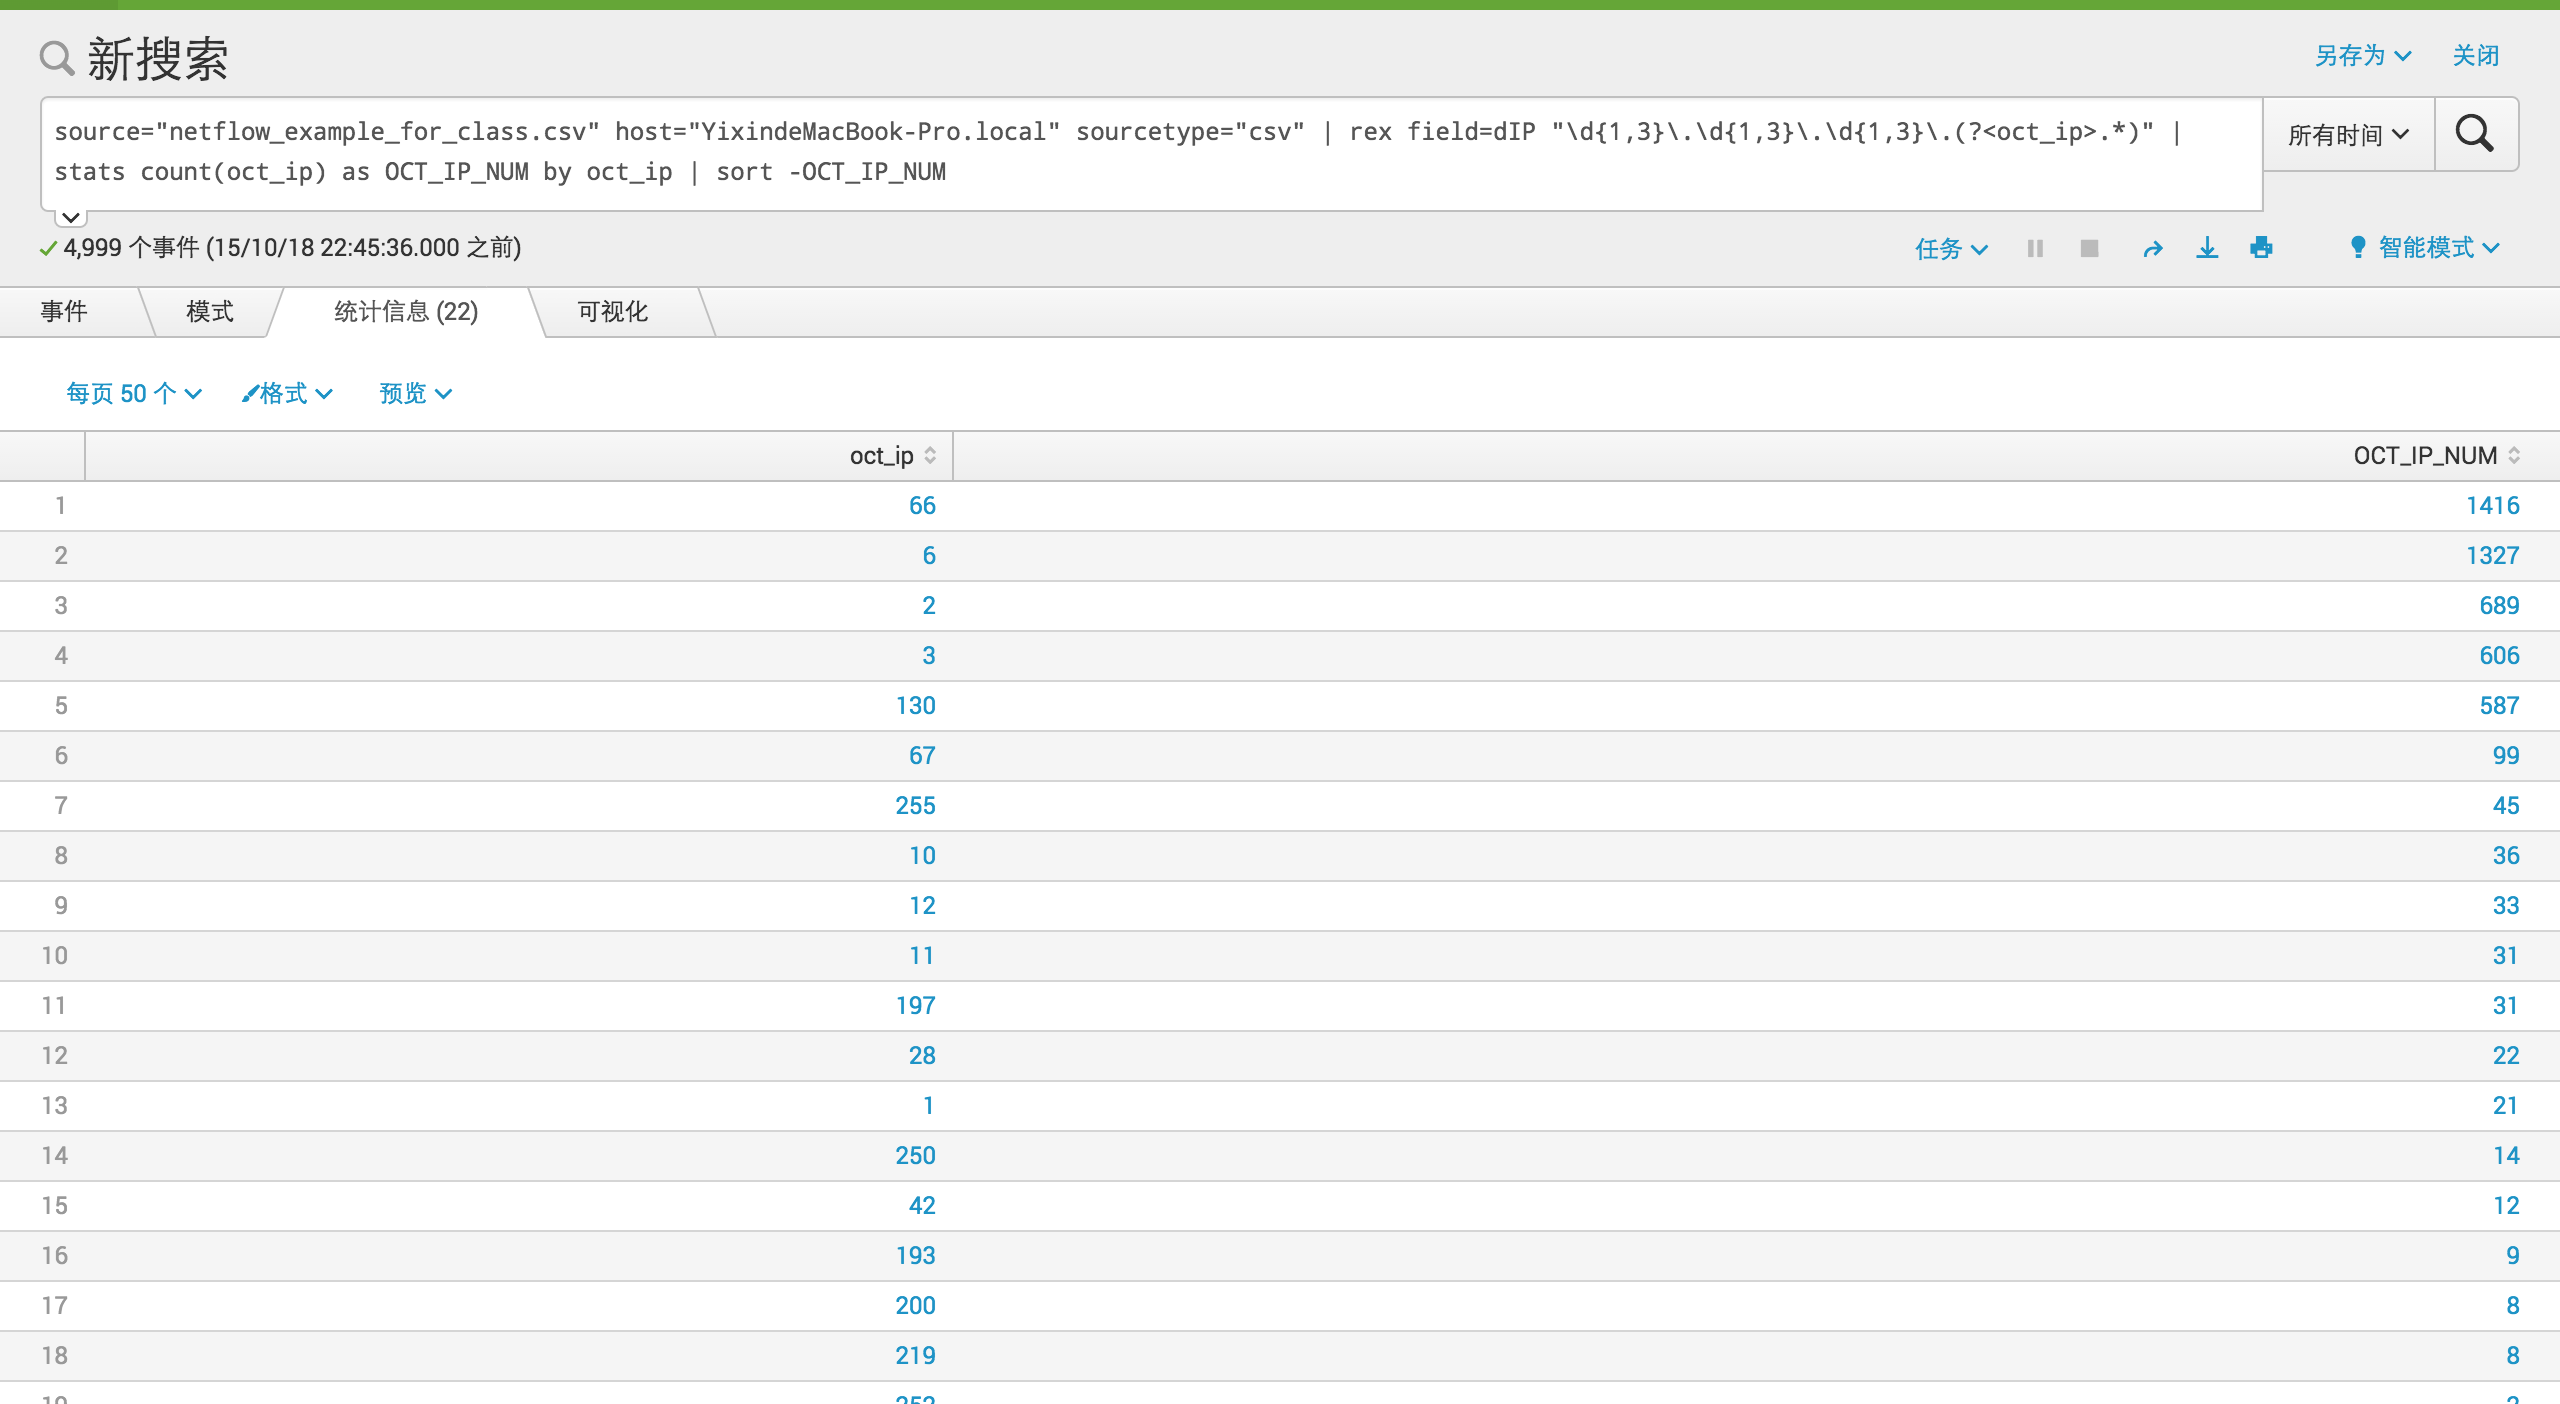 新搜索
另存为 关闭
source="netflow_example_for_class.csv" host="YixindeMacBook-Pro.local" sourcetype="csv" | rex field=dIP "\d{1,3}\.\d{1,3}\.\d{1,3}\.(?<oct_ip>.*)" |
stats count(oct_ip) as OCT_IP_NUM by oct_ip | sort -OCT_IP_NUM
所有时间
4,999 个事件 (15/10/18 22:45:36.000 之前)
任务 智能模式
事件 模式 统计信息 (22) 可视化
每页 50 个 格式 预览
oct_ip OCT_IP_NUM
1 66 1416
2 6 1327
3 2 689
4 3 606
5 130 587
6 67 99
7 255 45
8 10 36
9 12 33
10 11 31
11 197 31
12 28 22
13 1 21
14 250 14
15 42 12
16 193 9
17 200 8
18 219 8